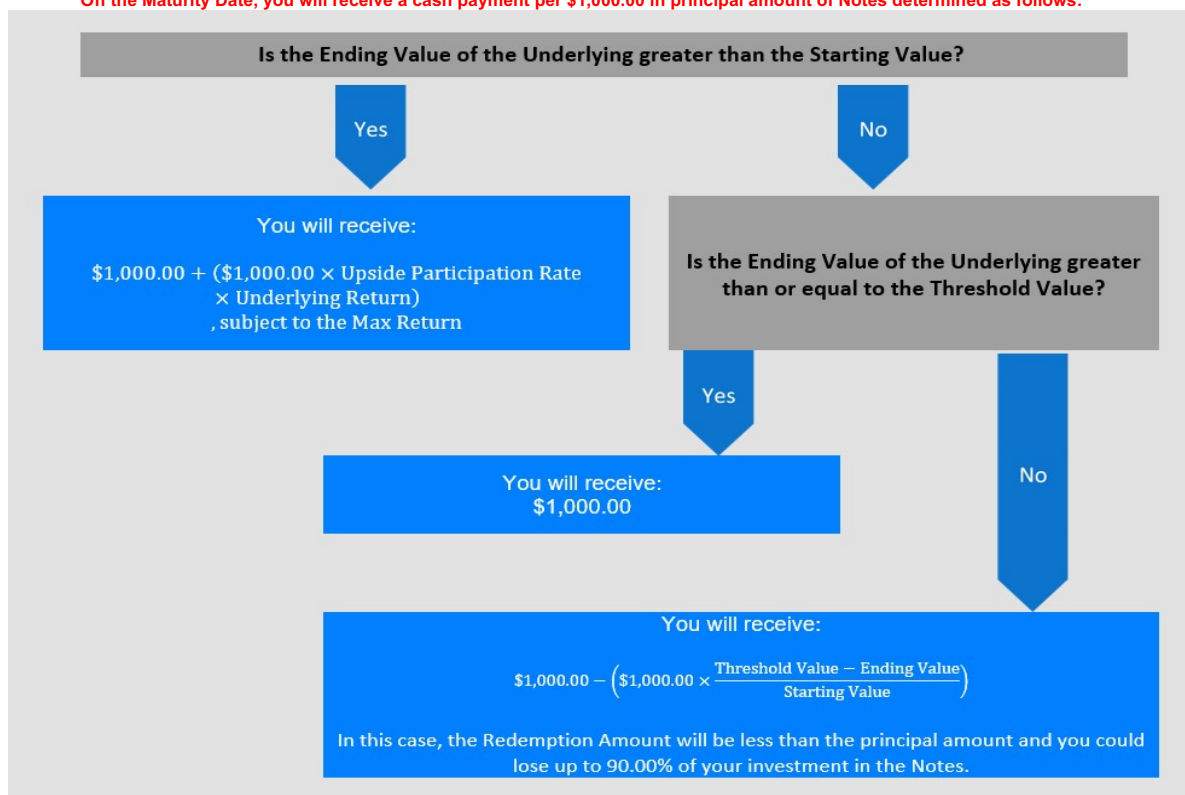 On the Maturity Date, you will receive a cash payment per $1,000.00 in principal amount of Notes determined as follows:
Is the Ending Value of the Underlying greater than the Starting Value?
Yes
No
You will receive:
$1,000.00 + ($1,000.00 × Upside Participation Rate
× Underlying Return)
, subject to the Max Return
Is the Ending Value of the Underlying greater
than or equal to the Threshold Value?
Yes
You will receive:
$1,000.00
No
You will receive:
$1,000.00 − ($1,000.00 × (Threshold Value − Ending Value) / Starting Value)
In this case, the Redemption Amount will be less than the principal amount and you could
lose up to 90.00% of your investment in the Notes.